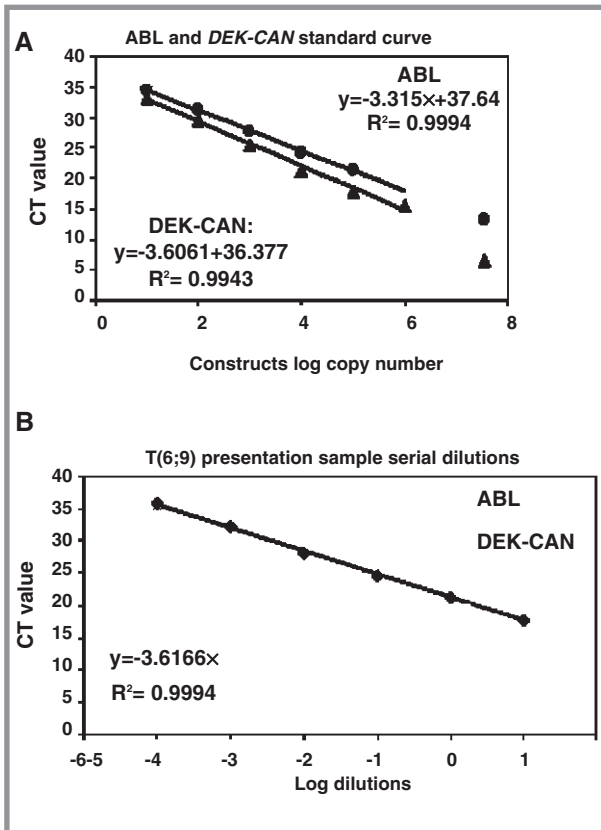 A
ABL and DEK-CAN standard curve
CT value
40
35
30
25
20
15
10
5
0
ABL
y=-3.315×+37.64
R²= 0.9994
DEK-CAN:
y=-3.6061+36.377
R²= 0.9943
0 2 4 6 8
Constructs log copy number
B
T(6;9) presentation sample serial dilutions
CT value
40
35
30
25
20
15
10
5
0
ABL
DEK-CAN
y=-3.6166×
R²= 0.9994
-6-5 -4 -3 -2 -1 0 1
Log dilutions